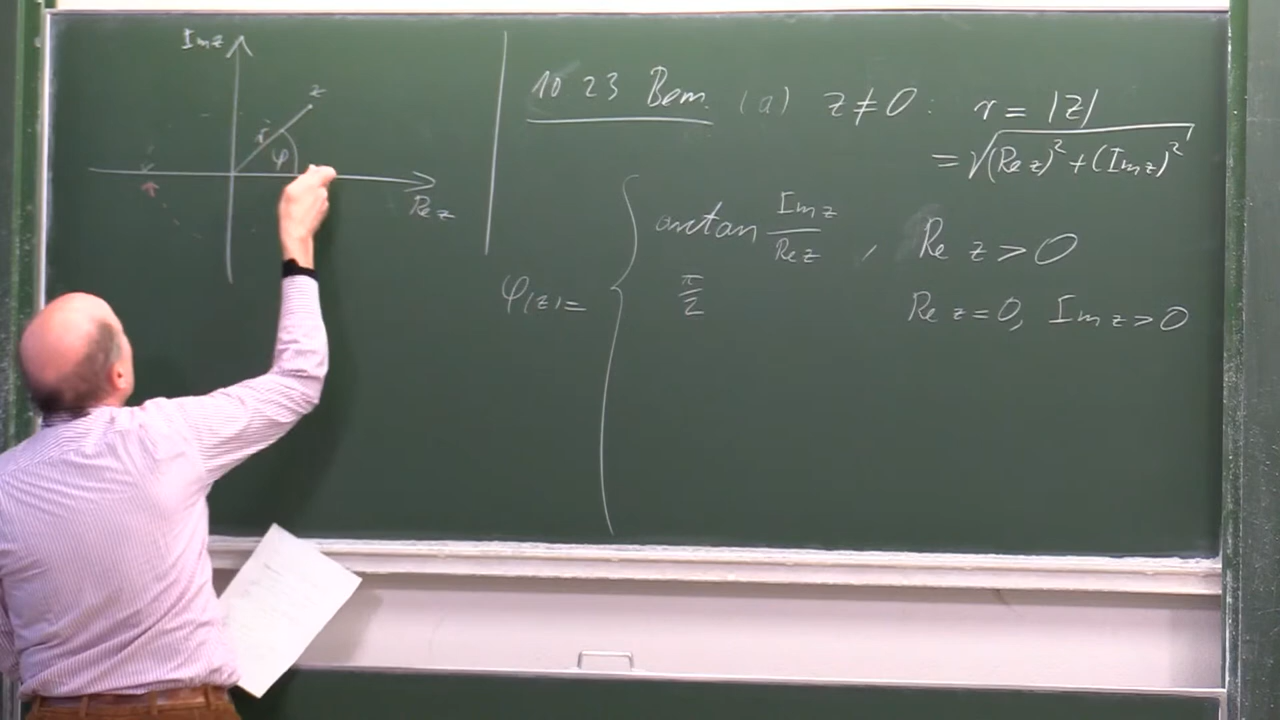 Im z
z
r
φ
Re z
10 23 Bem. (a) z ≠ 0 : r = |z|
= √(Re z)² + (Im z)²
φ(z) = { arctan Im z / Re z , Re z > 0
π/2 Re z = 0, Im z > 0